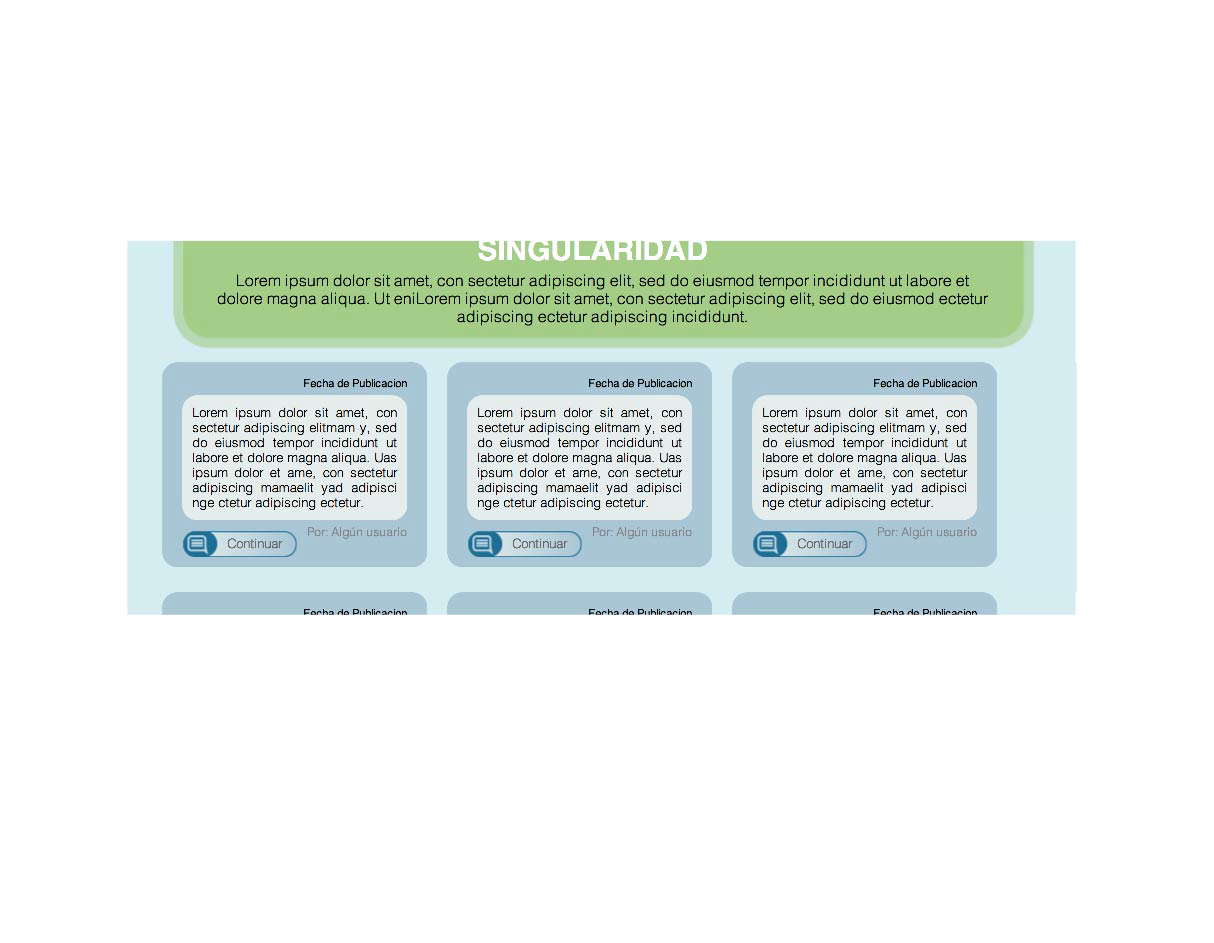 SINGULARIDAD
Lorem ipsum dolor sit amet, con sectetur adipiscing elit, sed do eiusmod tempor incididunt ut labore et
dolore magna aliqua. Ut eniLorem ipsum dolor sit amet, con sectetur adipiscing elit, sed do eiusmod ectetur
adipiscing ectetur adipiscing incididunt.
Fecha de Publicacion
Lorem ipsum dolor sit amet, con
sectetur adipiscing elitmam y, sed
do eiusmod tempor incididunt ut
labore et dolore magna aliqua. Uas
ipsum dolor et ame, con sectetur
adipiscing mamaelit yad adipisci
nge ctetur adipiscing ectetur.
Por: Algún usuario
Continuar
Fecha de Publicacion
Lorem ipsum dolor sit amet, con
sectetur adipiscing elitmam y, sed
do eiusmod tempor incididunt ut
labore et dolore magna aliqua. Uas
ipsum dolor et ame, con sectetur
adipiscing mamaelit yad adipisci
nge ctetur adipiscing ectetur.
Por: Algún usuario
Continuar
Fecha de Publicacion
Lorem ipsum dolor sit amet, con
sectetur adipiscing elitmam y, sed
do eiusmod tempor incididunt ut
labore et dolore magna aliqua. Uas
ipsum dolor et ame, con sectetur
adipiscing mamaelit yad adipisci
nge ctetur adipiscing ectetur.
Por: Algún usuario
Continuar
Fecha de Publicacion
Fecha de Publicacion
Fecha de Publicacion